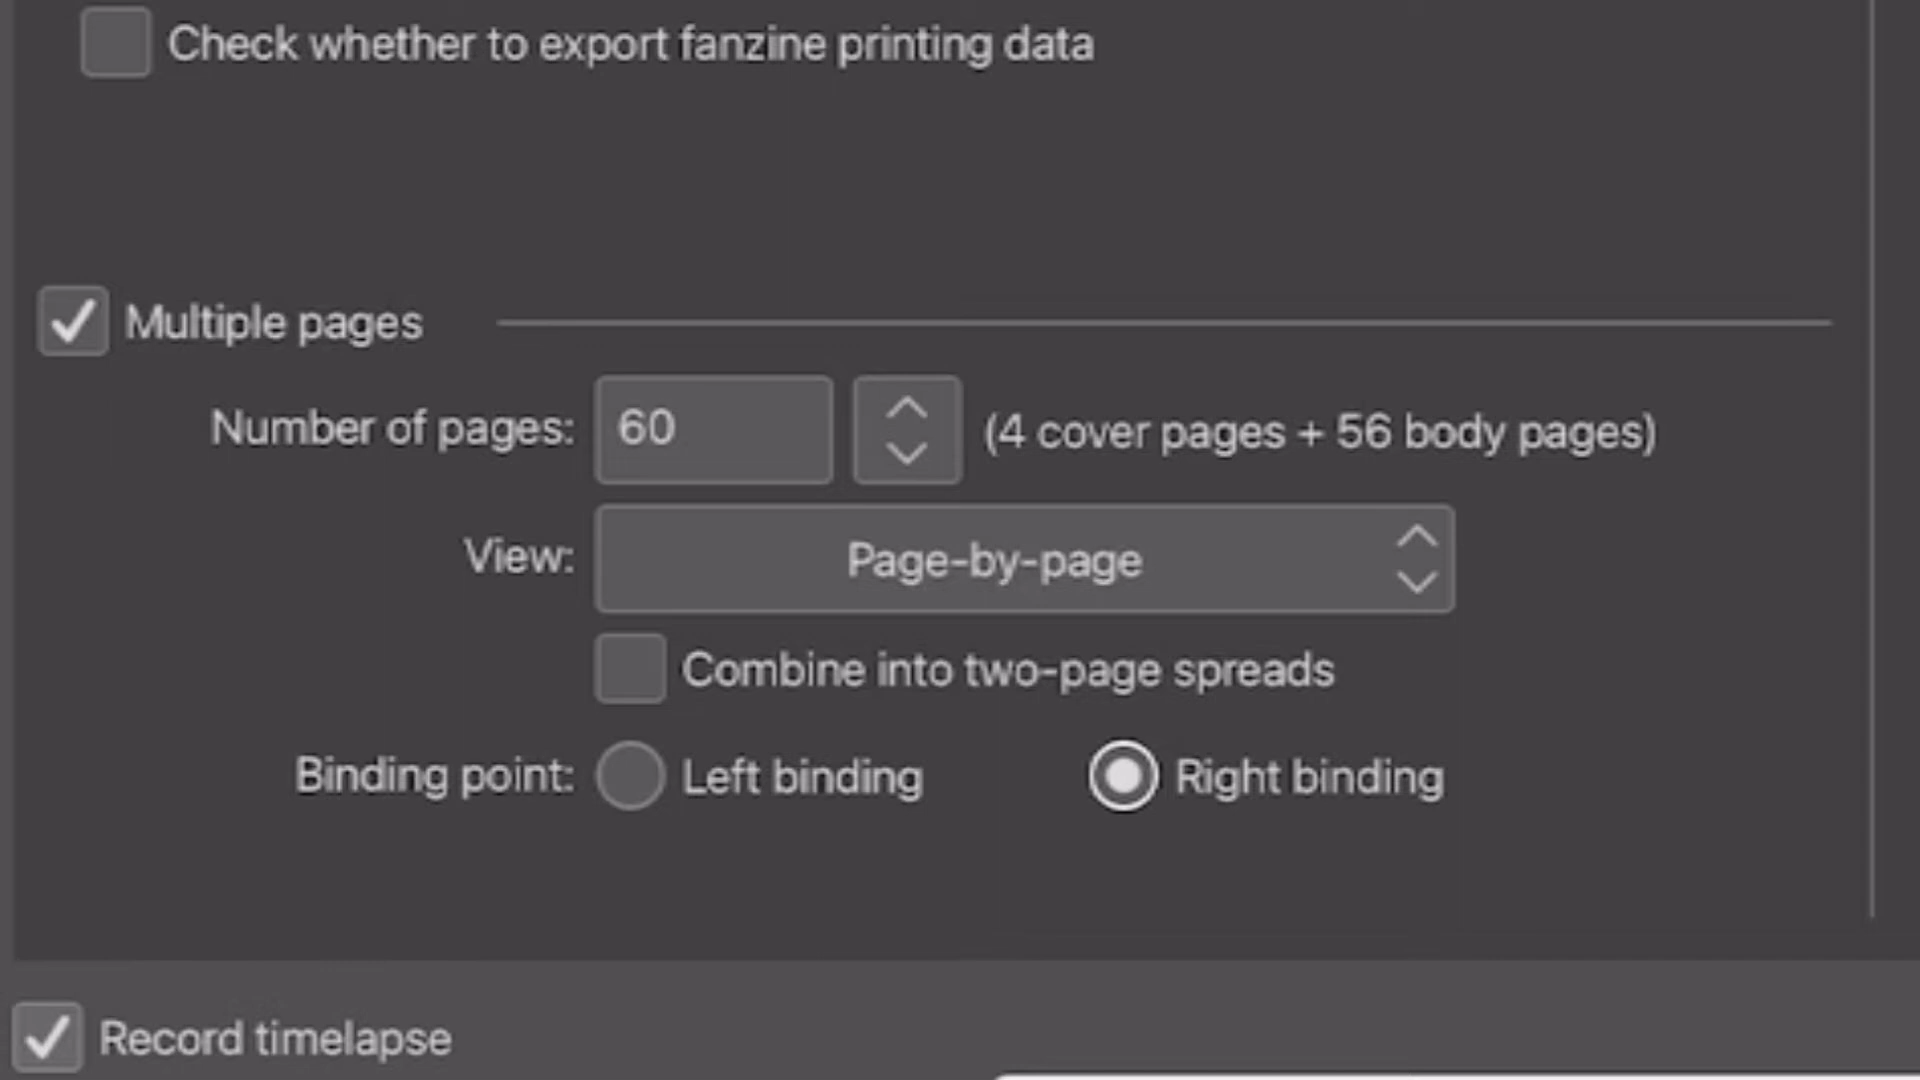 Check whether to export fanzine printing data
Multiple pages
Number of pages: 60 (4 cover pages + 56 body pages)
View: Page-by-page
Combine into two-page spreads
Binding point: Left binding Right binding
Record timelapse